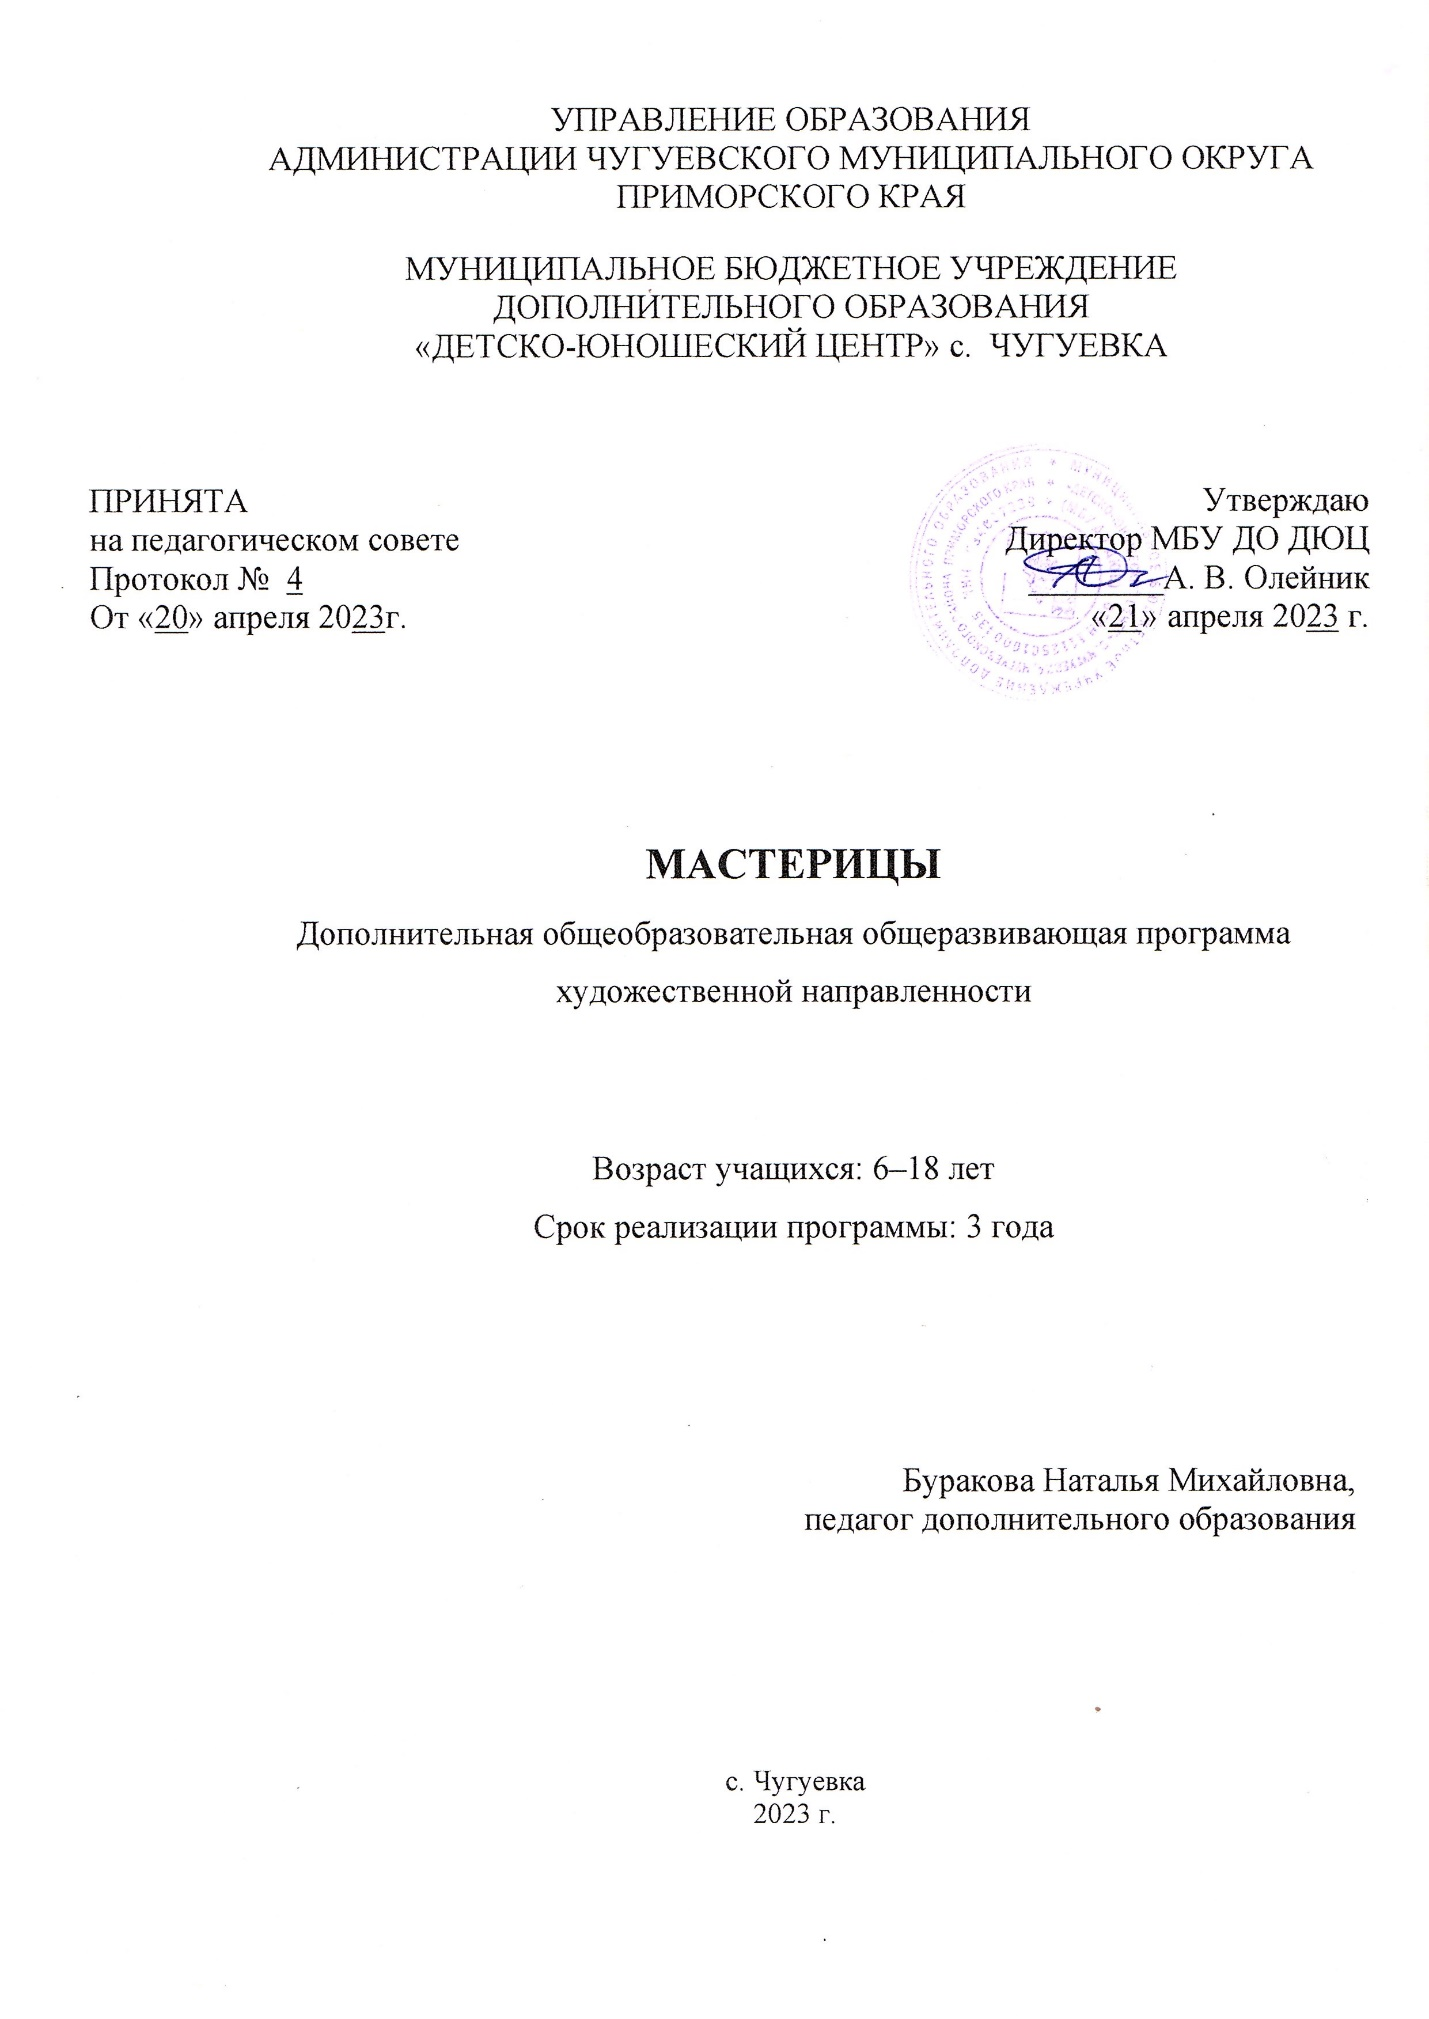 УПРАВЛЕНИЕ ОБРАЗОВАНИЯ
АДМИНИСТРАЦИИ ЧУГУЕВСКОГО МУНИЦИПАЛЬНОГО ОКРУГА
ПРИМОРСКОГО КРАЯ
МУНИЦИПАЛЬНОЕ БЮДЖЕТНОЕ УЧРЕЖДЕНИЕ
ДОПОЛНИТЕЛЬНОГО ОБРАЗОВАНИЯ
«ДЕТСКО-ЮНОШЕСКИЙ ЦЕНТР» с. ЧУГУЕВКА
ПРИНЯТА
на педагогическом совете
Протокол № 4
От «20» апреля 2023г.
Утверждаю
Директор МБУ ДО ДЮЦ
А. В. Олейник
«21» апреля 2023 г.
МАСТЕРИЦЫ
Дополнительная общеобразовательная общеразвивающая программа
художественной направленности
Возраст учащихся: 6–18 лет
Срок реализации программы: 3 года
Буракова Наталья Михайловна,
педагог дополнительного образования
с. Чугуевка
2023 г.